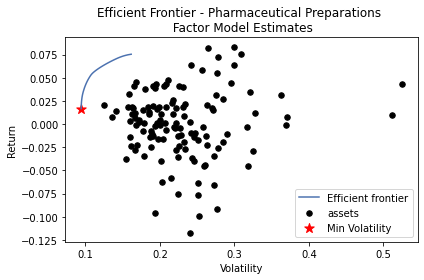 Efficient Frontier - Pharmaceutical Preparations
Factor Model Estimates
0.075
0.050
0.025
0.000
−0.025
−0.050
−0.075
−0.100
−0.125
Return
0.1
0.2
0.3
0.4
0.5
Volatility
Efficient frontier
assets
Min Volatility